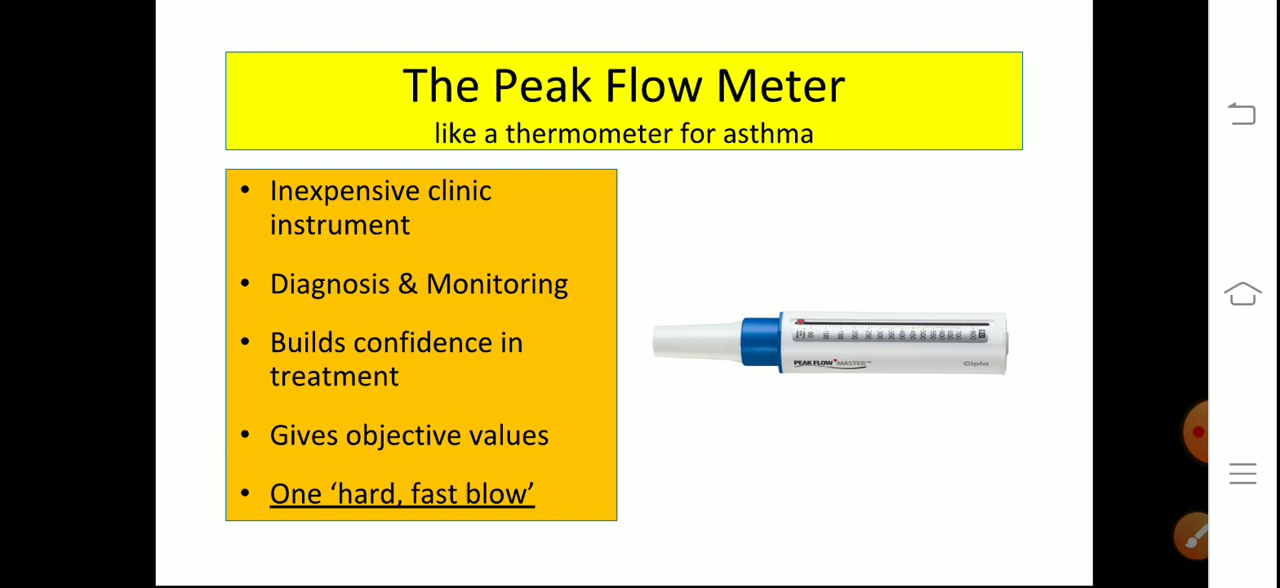 The Peak Flow Meter
like a thermometer for asthma
• Inexpensive clinic
instrument
• Diagnosis & Monitoring
• Builds confidence in
treatment
• Gives objective values
• One ‘hard, fast blow’
PEAK FLOW MASTER™
Cipla